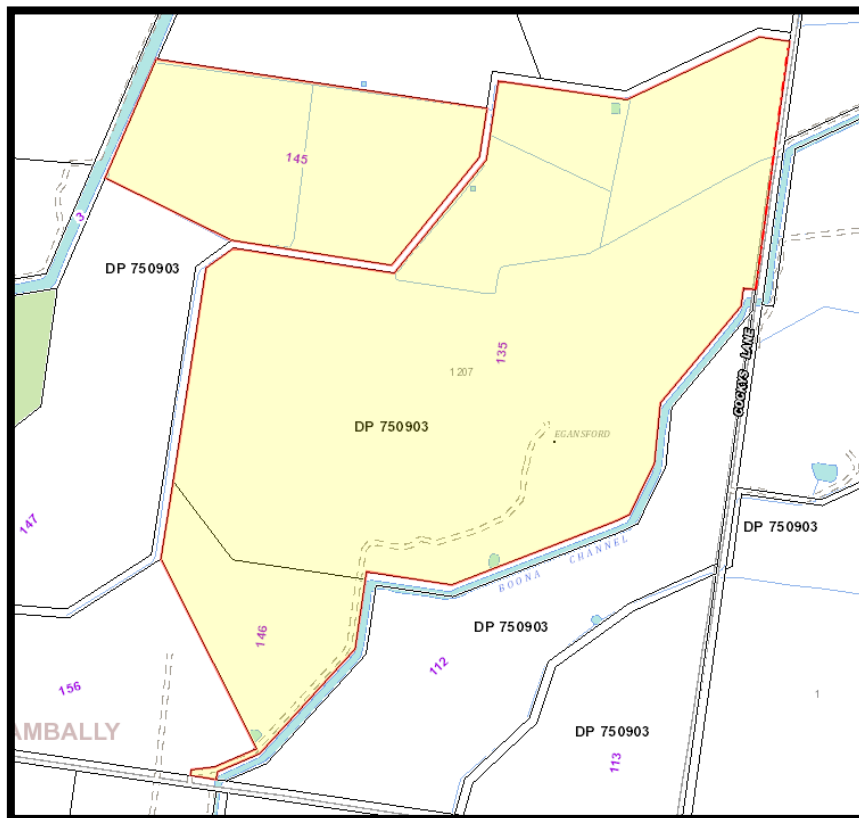 145
3
DP 750903
135
1207
COCKYS LANE
DP 750903
EGANSFORD
147
DP 750903
BOONA CHANNEL
DP 750903
146
112
156
1
AMBALLY
DP 750903
113